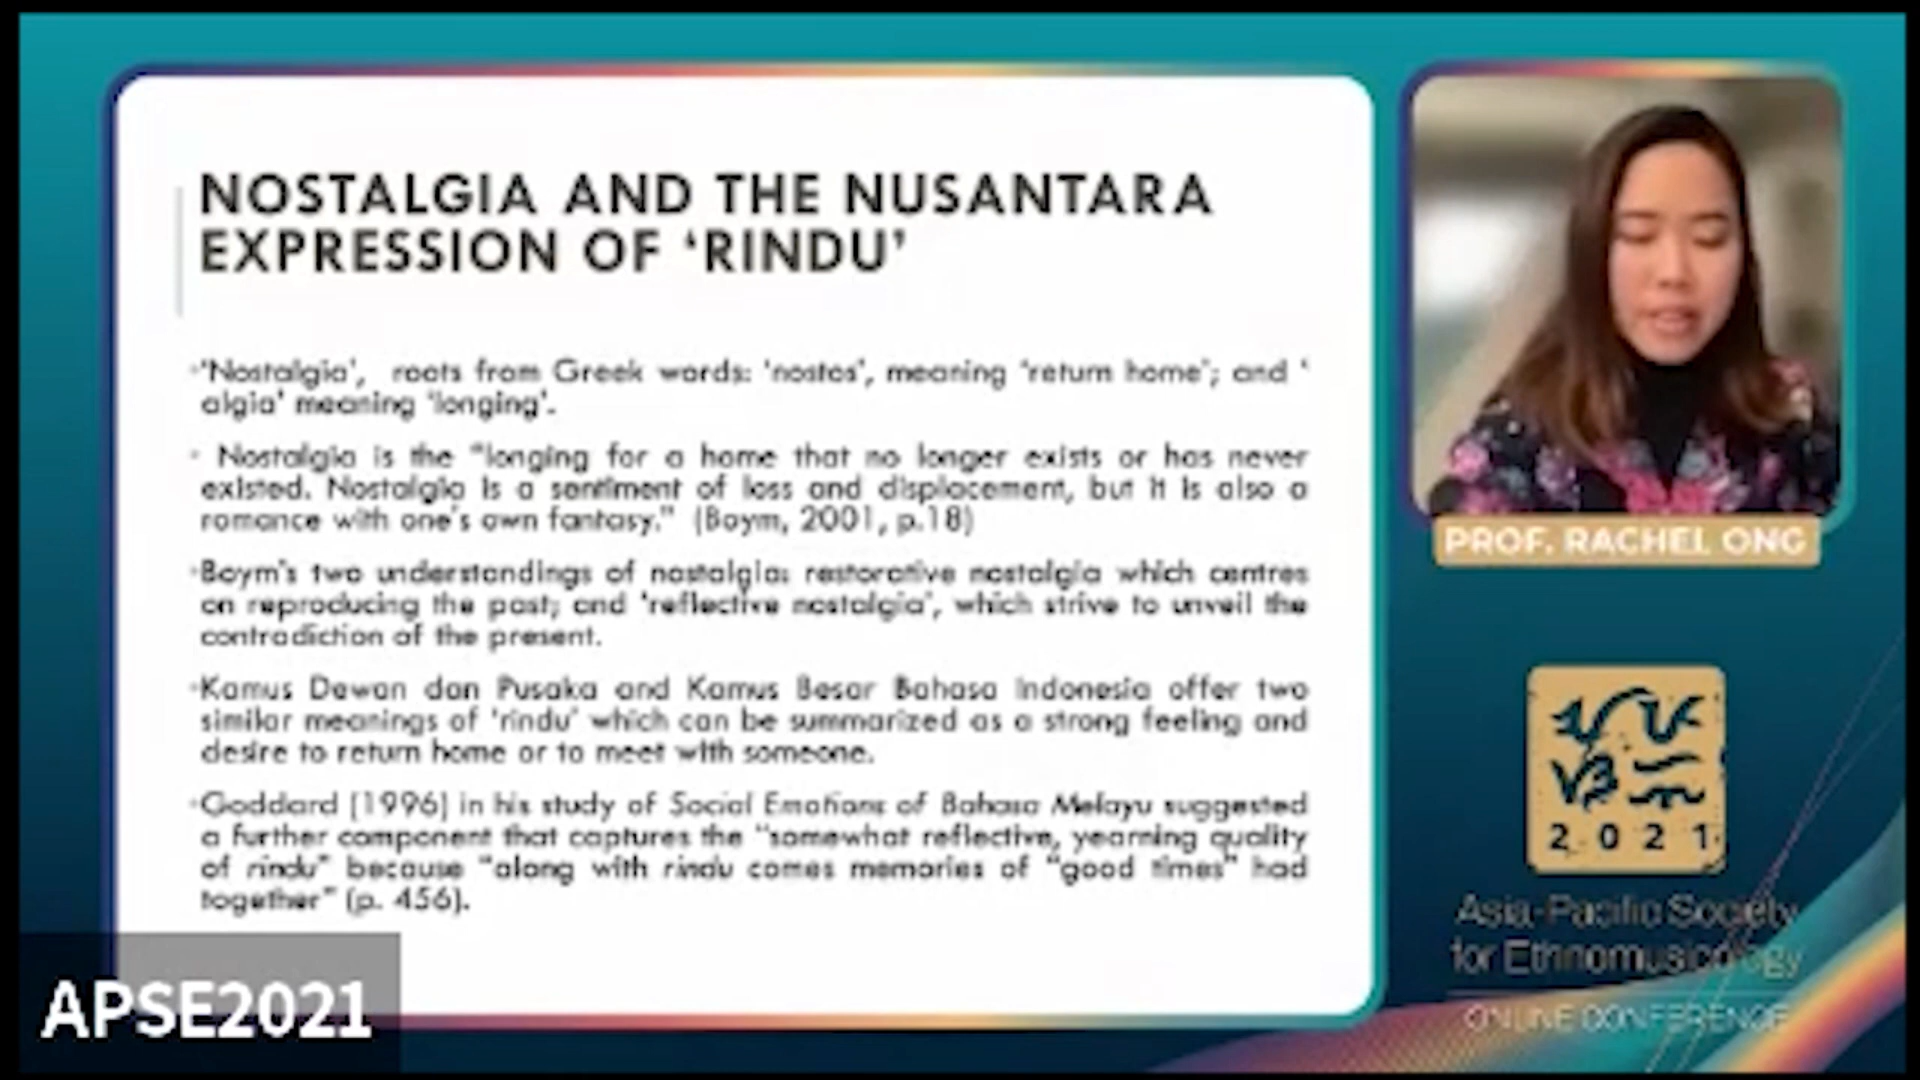 NOSTALGIA AND THE NUSANTARA
EXPRESSION OF ‘RINDU’
·‘Nostalgia’, roots from Greek words: ‘nostos’, meaning ‘return home’; and ‘
algia’ meaning ‘longing’.
· Nostalgia is the “longing for a home that no longer exists or has never
existed. Nostalgia is a sentiment of loss and displacement, but it is also a
romance with one’s own fantasy.” (Boym, 2001, p.18)
·Boym’s two understandings of nostalgia: restorative nostalgia which centres
on reproducing the past; and ‘reflective nostalgia’, which strive to unveil the
contradiction of the present.
·Kamus Dewan dan Pusaka and Kamus Besar Bahasa Indonesia offer two
similar meanings of ‘rindu’ which can be summarized as a strong feeling and
desire to return home or to meet with someone.
·Goddard (1996) in his study of Social Emotions of Bahasa Melayu suggested
a further component that captures the “somewhat reflective, yearning quality
of rindu” because “along with rindu comes memories of “good times” had
together” (p. 456).
PROF. RACHEL ONG
2021
Asia-Pacific Society
for Ethnomusicology
ONLINE CONFERENCE
APSE2021